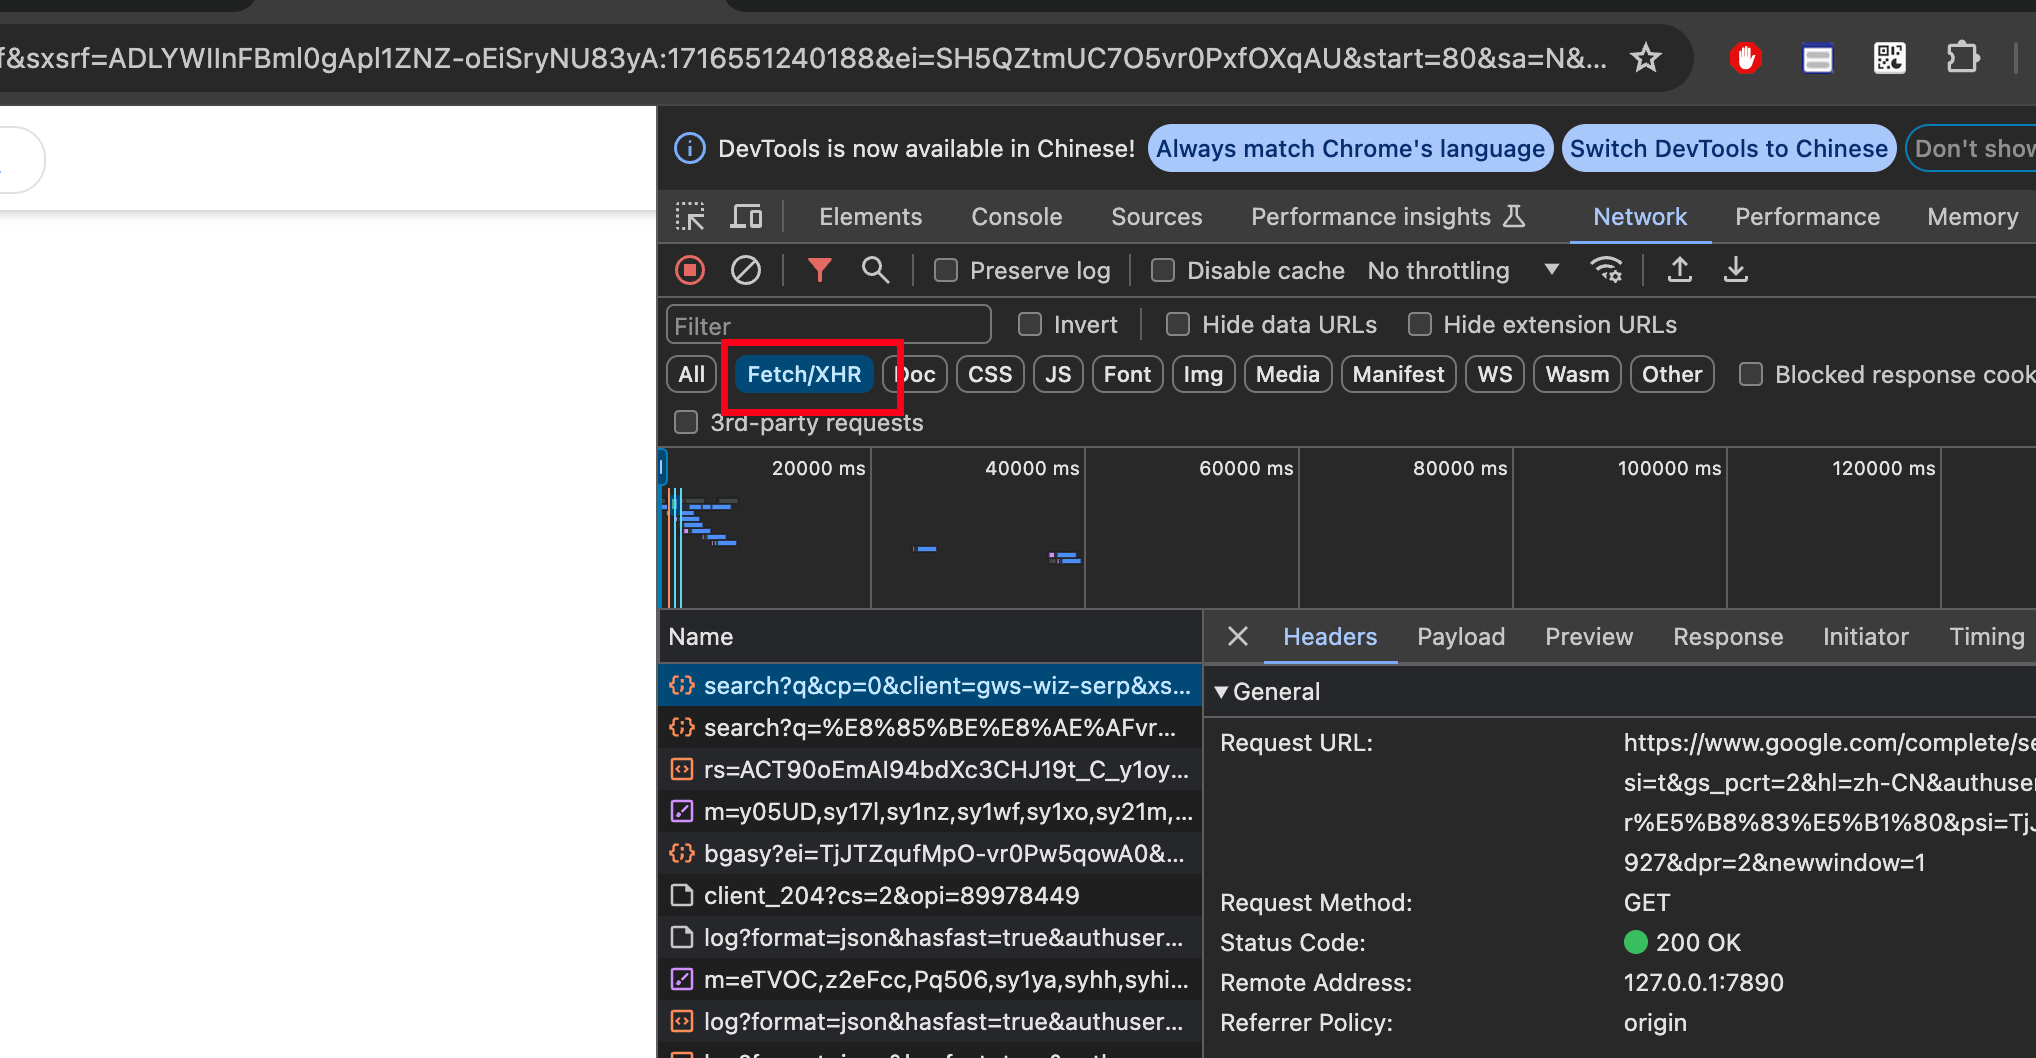 f&sxsrf=ADLYWIInFBml0gApl1ZNZ-oEiSryNU83yA:1716551240188&ei=SH5QZtmUC7O5vr0PxfOXqAU&start=80&sa=N&...
DevTools is now available in Chinese! Always match Chrome's language Switch DevTools to Chinese Don't show
Elements Console Sources Performance insights Network Performance Memory
Preserve log Disable cache No throttling
Filter Invert Hide data URLs Hide extension URLs
All Fetch/XHR Doc CSS JS Font Img Media Manifest WS Wasm Other Blocked response cook
3rd-party requests
20000 ms 40000 ms 60000 ms 80000 ms 100000 ms 120000 ms
Name
Headers Payload Preview Response Initiator Timing
search?q&cp=0&client=gws-wiz-serp&xs...
search?q=%E8%85%BE%E8%AE%AFvr...
rs=ACT90oEmAI94bdXc3CHJ19t_C_y1oy...
m=y05UD,sy17l,sy1nz,sy1wf,sy1xo,sy21m,...
bgasy?ei=TjJTZqufMpO-vr0Pw5qowA0&...
client_204?cs=2&opi=89978449
log?format=json&hasfast=true&authuser...
m=eTVOC,z2eFcc,Pq506,sy1ya,syhh,syhi...
log?format=json&hasfast=true&authuser...
General
Request URL: https://www.google.com/complete/se
si=t&gs_pcrt=2&hl=zh-CN&authuser
r%E5%B8%83%E5%B1%80&psi=TjJ
927&dpr=2&newwindow=1
Request Method: GET
Status Code: 200 OK
Remote Address: 127.0.0.1:7890
Referrer Policy: origin